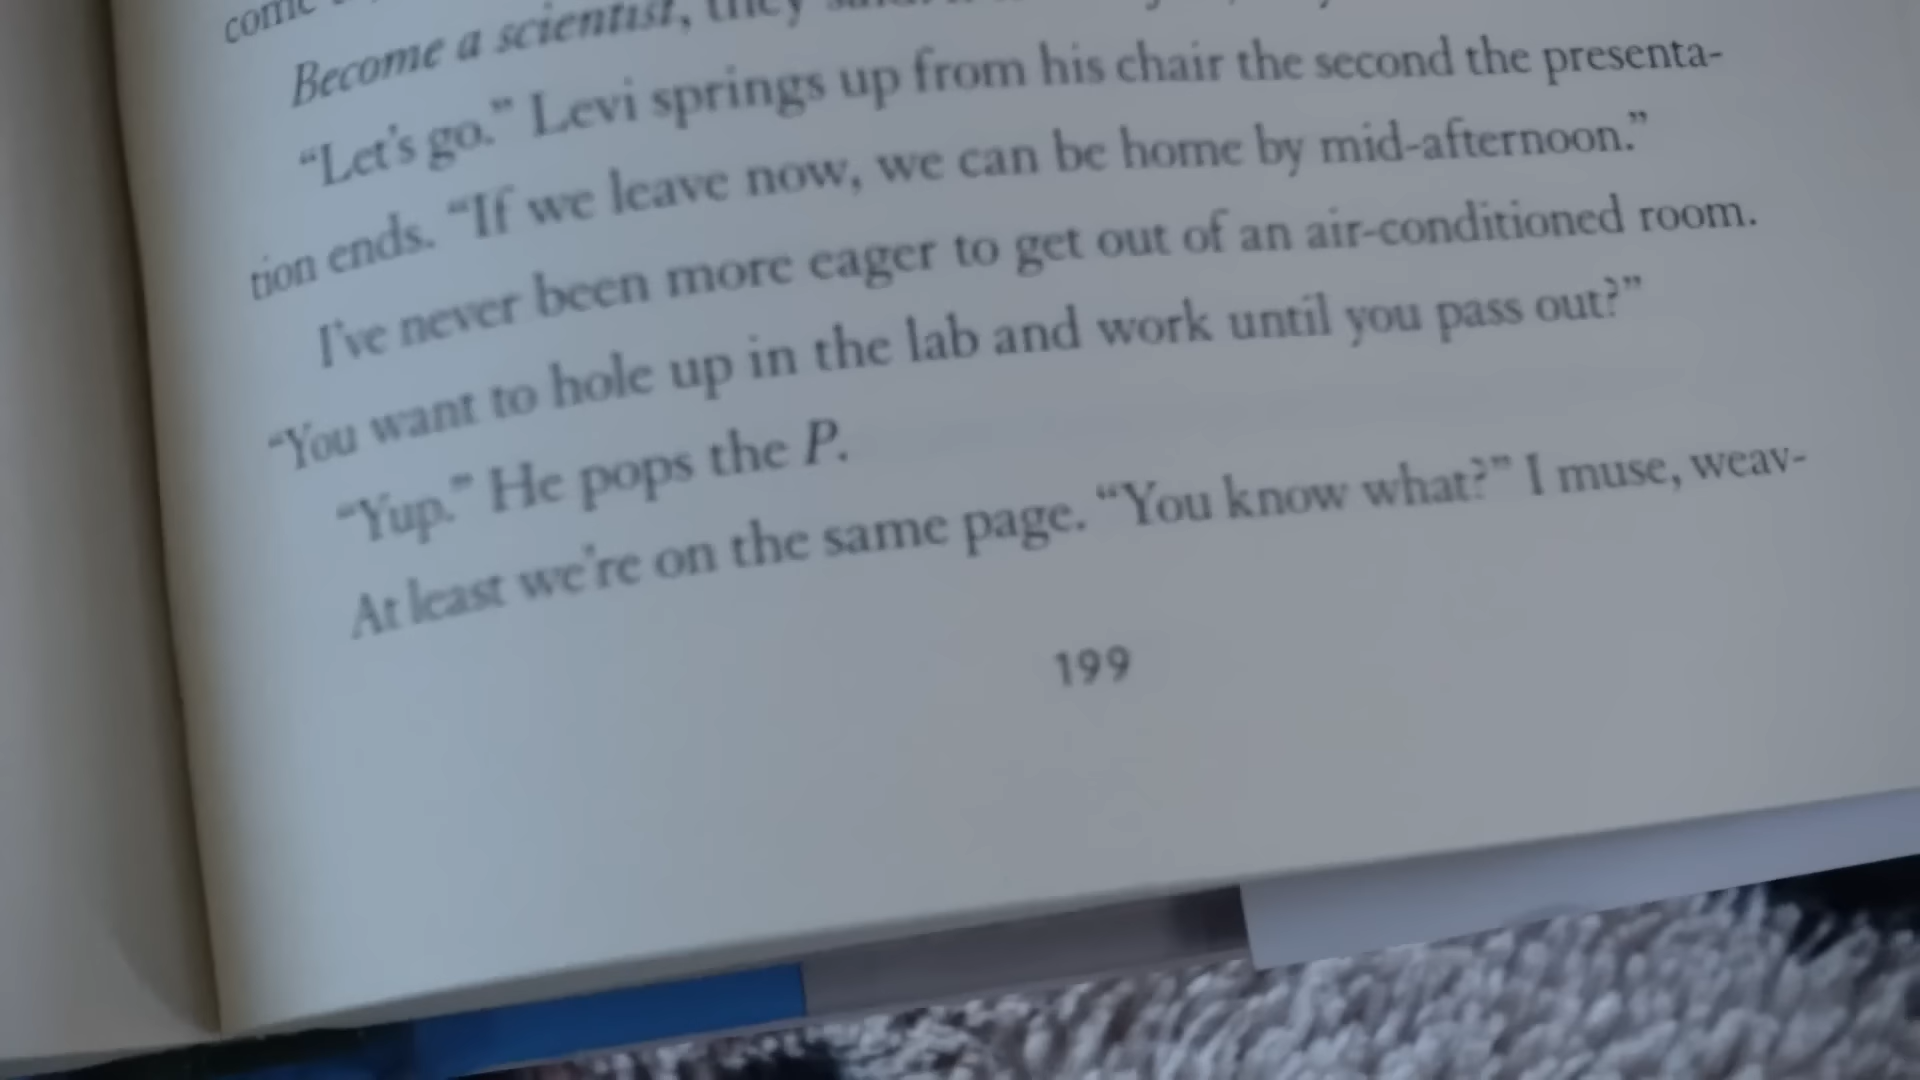 come
Become a scientist, they
“Let’s go.” Levi springs up from his chair the second the presenta-
tion ends. “If we leave now, we can be home by mid-afternoon.”
I’ve never been more eager to get out of an air-conditioned room.
“You want to hole up in the lab and work until you pass out?”
“Yup.” He pops the P.
At least we’re on the same page. “You know what?” I muse, weav-
199